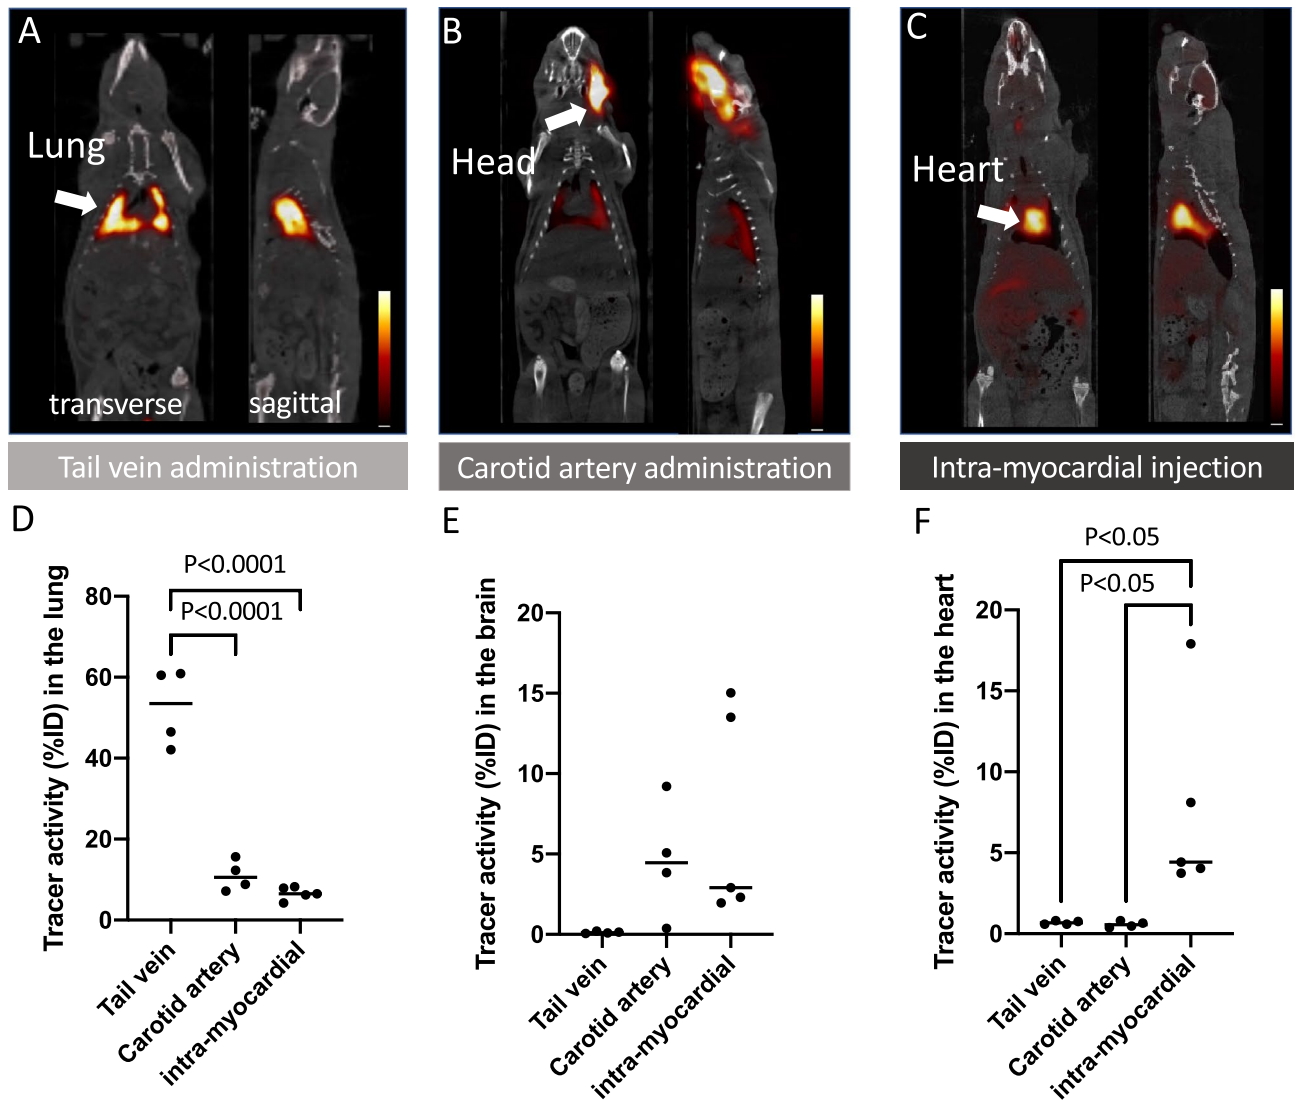 A
B
C
Lung
Head
Heart
transverse
sagittal
Tail vein administration
Carotid artery administration
Intra-myocardial injection
D
E
F
P<0.0001
P<0.0001
Tracer activity (%ID) in the lung
80
60
40
20
0
Tail vein
Carotid artery
intra-myocardial
Tracer activity (%ID) in the brain
20
15
10
5
0
Tail vein
Carotid artery
intra-myocardial
P<0.05
P<0.05
Tracer activity (%ID) in the heart
20
15
10
5
0
Tail vein
Carotid artery
intra-myocardial